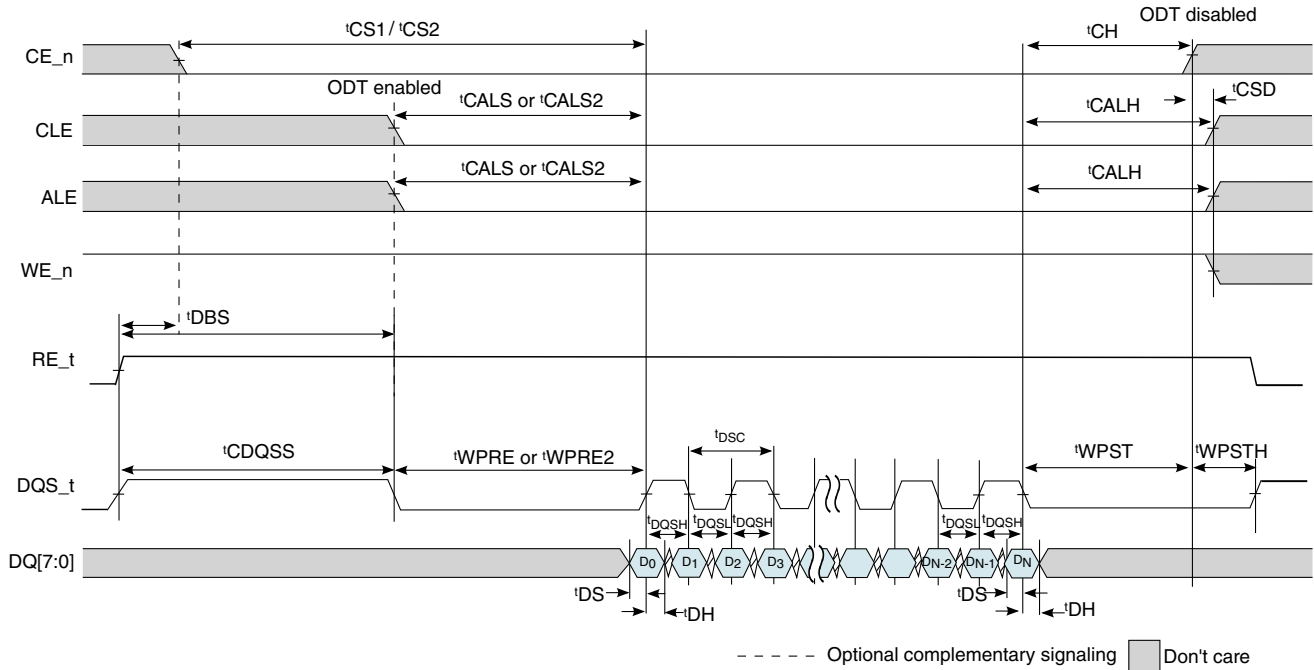 ODT disabled
tCS1 / tCS2
tCH
CE_n
ODT enabled
tCALS or tCALS2
tCSD
tCALH
CLE
tCALS or tCALS2
tCALH
ALE
WE_n
tDBS
RE_t
tDSC
tCDQSS
tWPRE or tWPRE2
tWPST
tWPSTH
DQS_t
tDQSH tDQSL tDQSH tDQSL tDQSH
DQ[7:0]
D0 D1 D2 D3 DN-2 DN-1 DN
tDS tDS
tDH tDH
Optional complementary signaling Don't care